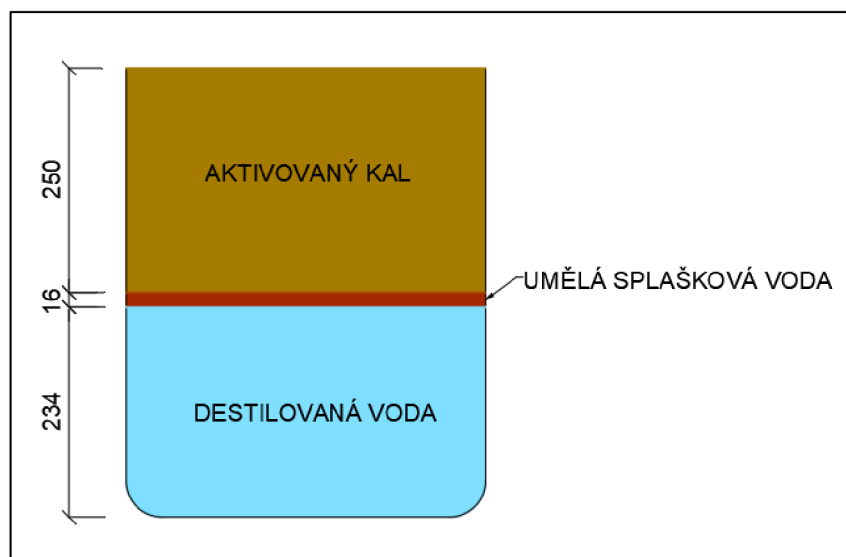 250
AKTIVOVANÝ KAL
16
UMĚLÁ SPLAŠKOVÁ VODA
234
DESTILOVANÁ VODA